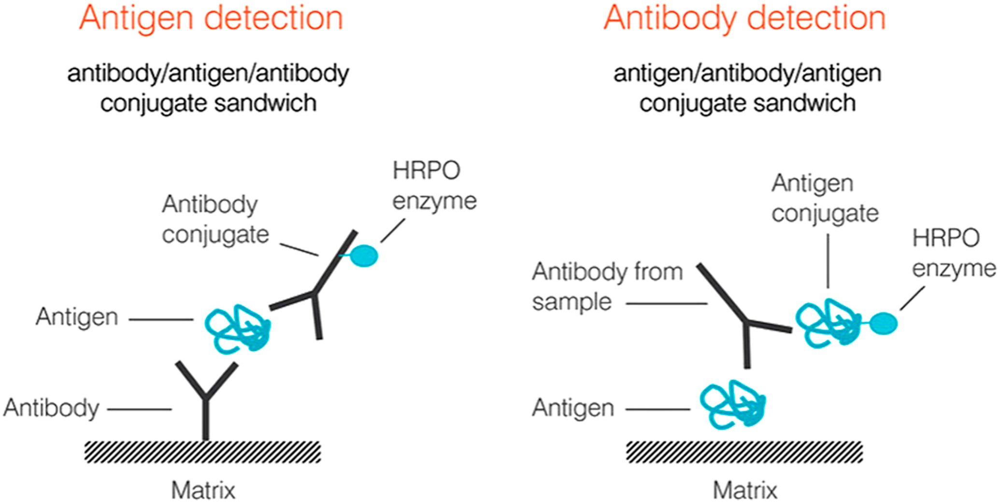 Antigen detection
antibody/antigen/antibody
conjugate sandwich
HRPO
enzyme
Antibody
conjugate
Antigen
Antibody
Matrix
Antibody detection
antigen/antibody/antigen
conjugate sandwich
Antigen
conjugate
HRPO
enzyme
Antibody from
sample
Antigen
Matrix